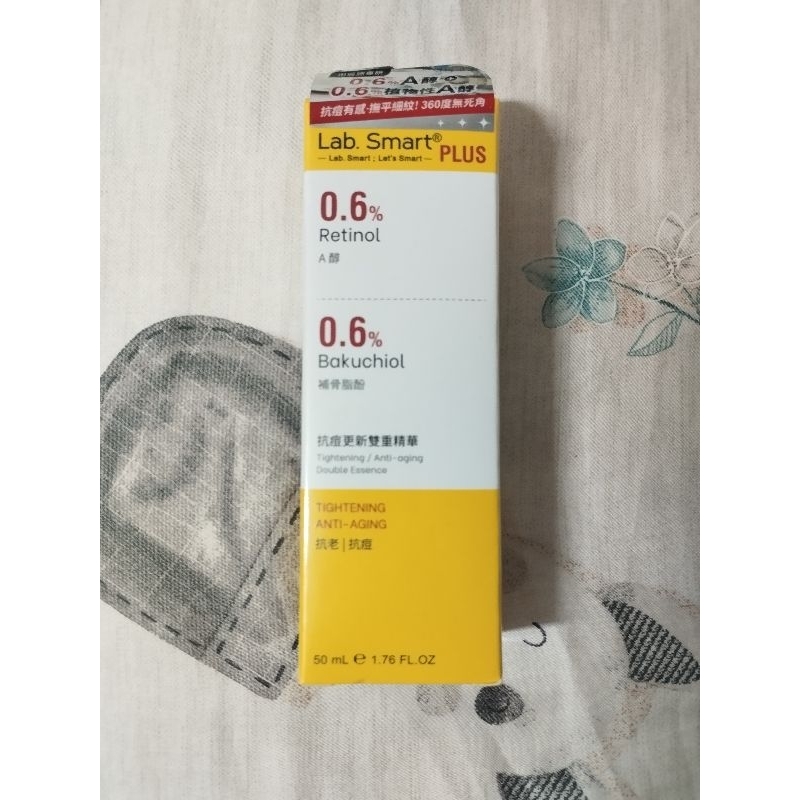 0.6% A醇
0.6% 植物性A醇
抗痘有感·撫平細紋! 360度無死角
Lab. Smart®
PLUS
— Lab. Smart ; Let's Smart —
0.6%
Retinol
A 醇
0.6%
Bakuchiol
補骨脂酚
抗痘更新雙重精華
Tightening / Anti-aging
Double Essence
TIGHTENING
ANTI-AGING
抗老 | 抗痘
50 mL ℮ 1.76 FL.OZ